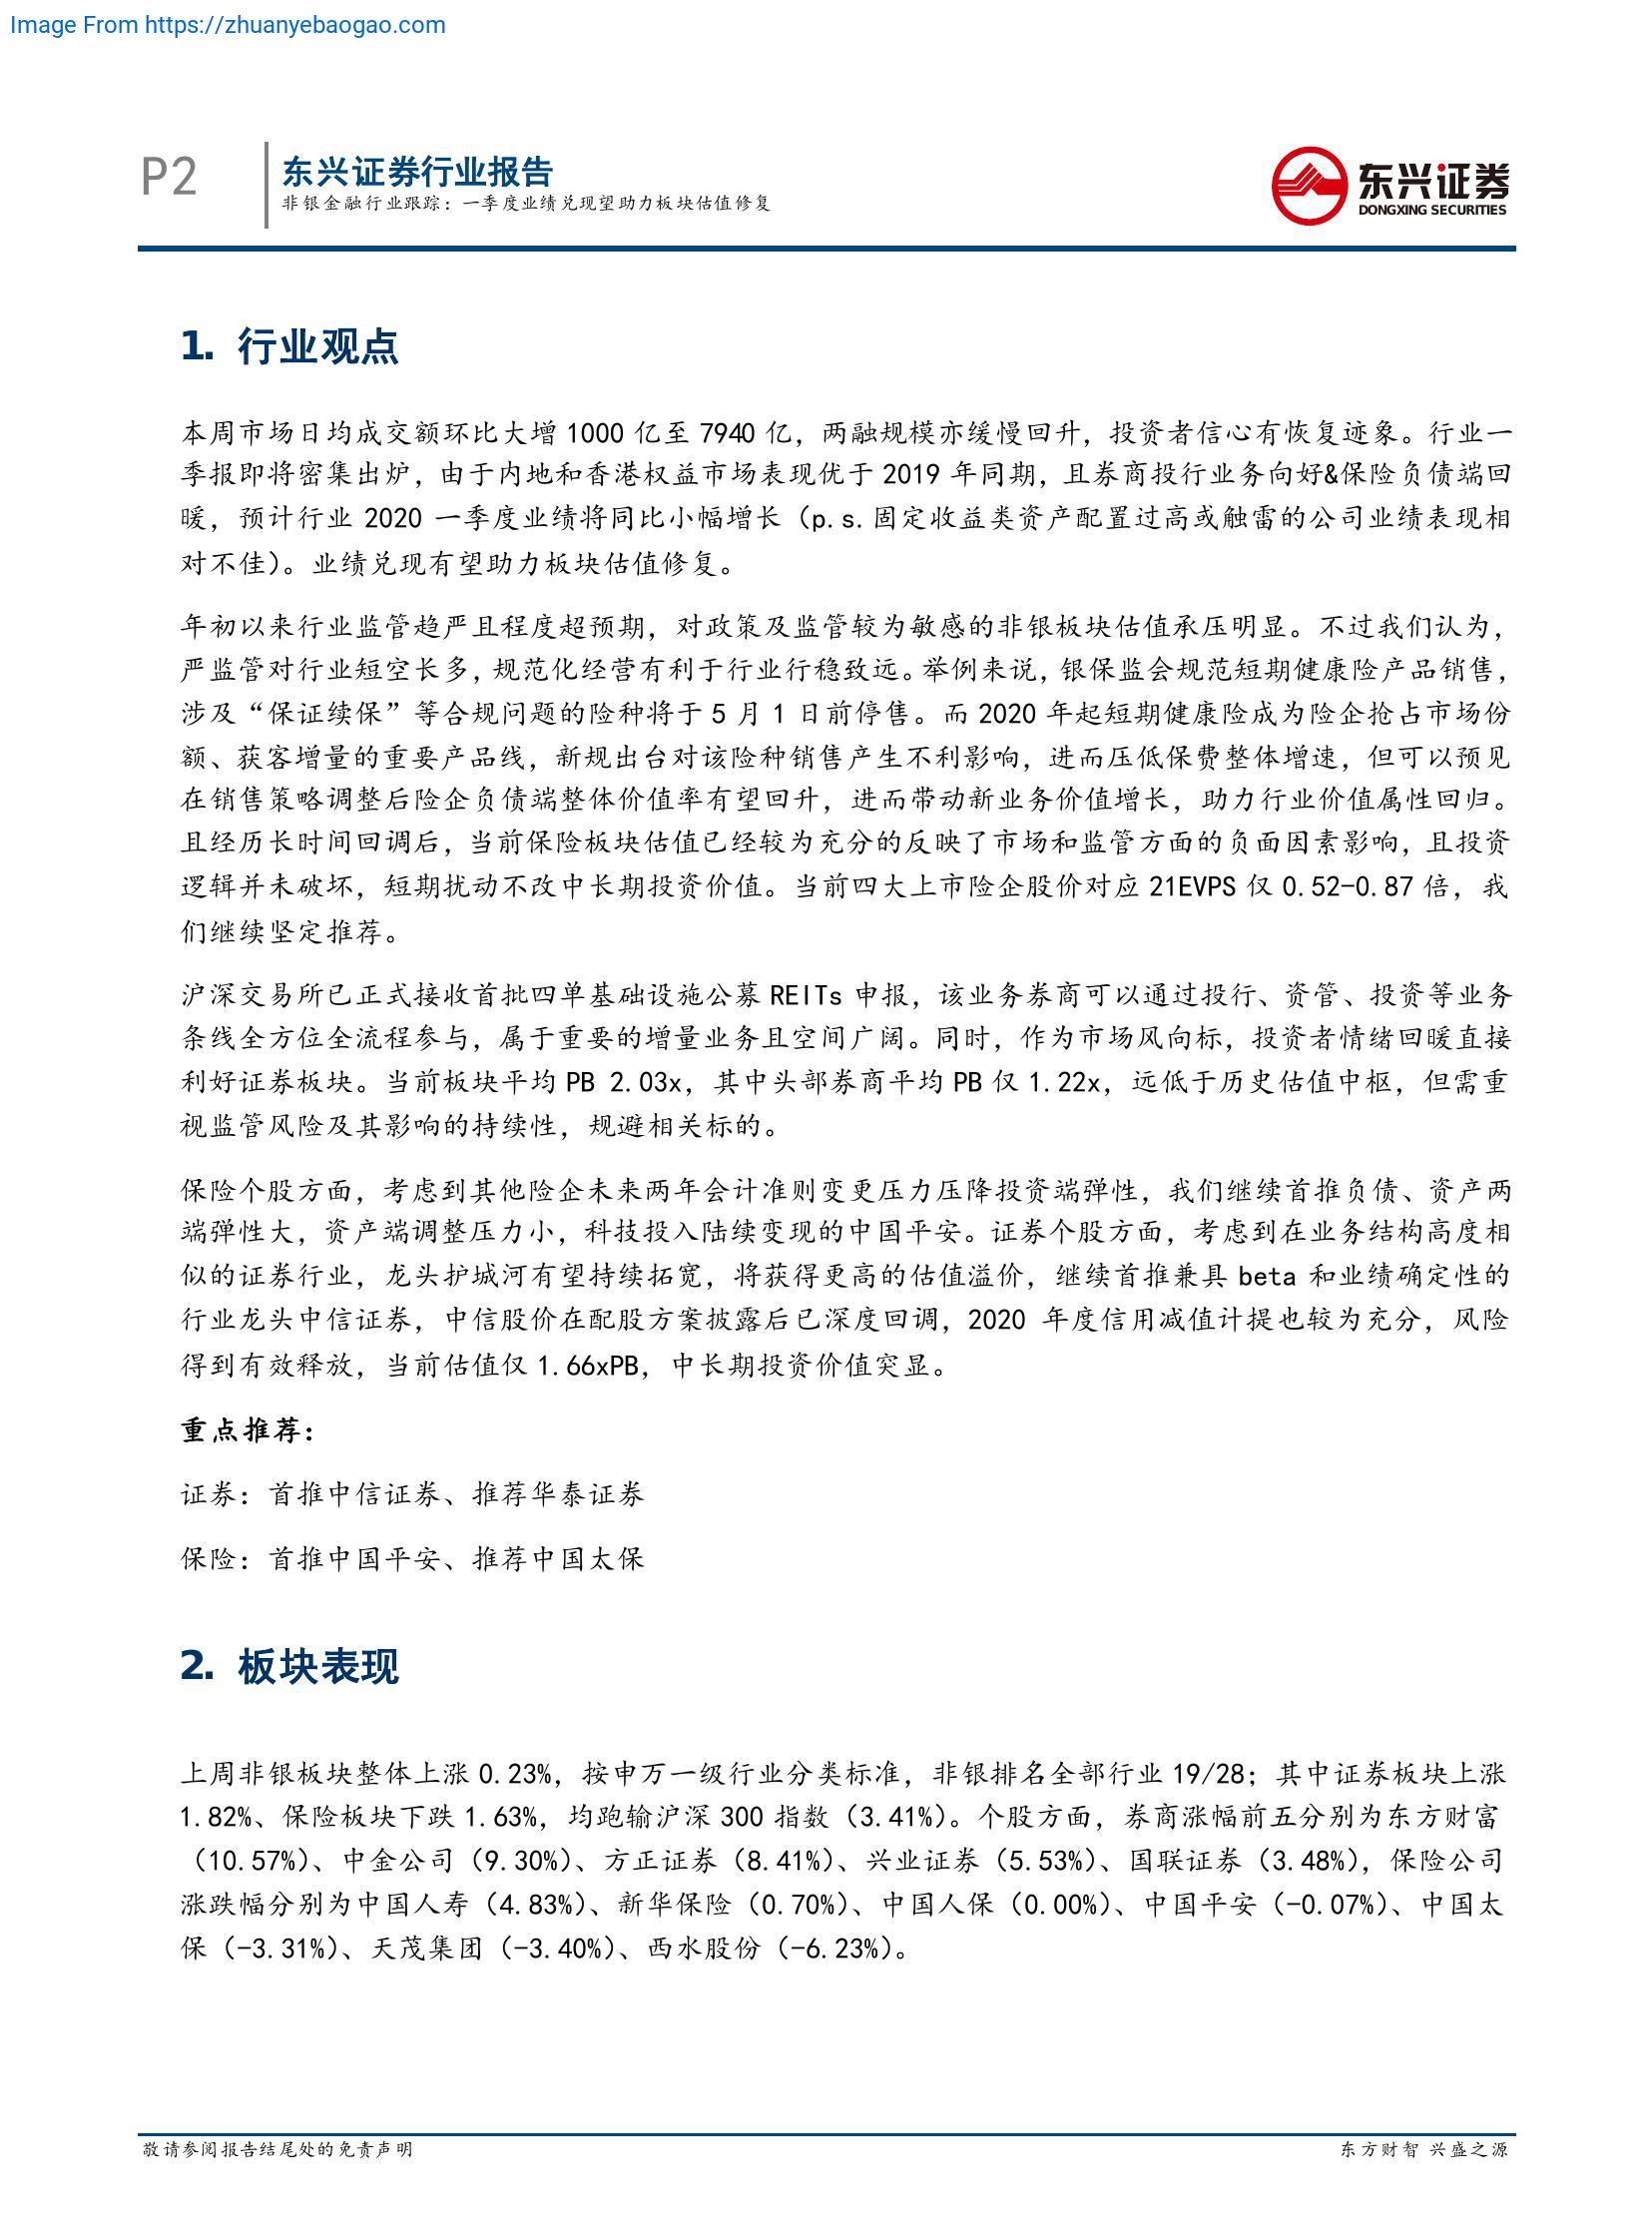 Image From https://zhuanyebaogao.com
P2
东兴证券行业报告
非银金融行业跟踪：一季度业绩兑现望助力板块估值修复
东兴证券
DONGXING SECURITIES
1. 行业观点
本周市场日均成交额环比大增 1000 亿至 7940 亿，两融规模亦缓慢回升，投资者信心有恢复迹象。行业一
季报即将密集出炉，由于内地和香港权益市场表现优于 2019 年同期，且券商投行业务向好&保险负债端回
暖，预计行业 2020 一季度业绩将同比小幅增长（p.s.固定收益类资产配置过高或触雷的公司业绩表现相
对不佳）。业绩兑现有望助力板块估值修复。
年初以来行业监管趋严且程度超预期，对政策及监管较为敏感的非银板块估值承压明显。不过我们认为，
严监管对行业短空长多，规范化经营有利于行业行稳致远。举例来说，银保监会规范短期健康险产品销售，
涉及“保证续保”等合规问题的险种将于 5 月 1 日前停售。而 2020 年起短期健康险成为险企抢占市场份
额、获客增量的重要产品线，新规出台对该险种销售产生不利影响，进而压低保费整体增速，但可以预见
在销售策略调整后险企负债端整体价值率有望回升，进而带动新业务价值增长，助力行业价值属性回归。
且经历长时间回调后，当前保险板块估值已经较为充分的反映了市场和监管方面的负面因素影响，且投资
逻辑并未破坏，短期扰动不改中长期投资价值。当前四大上市险企股价对应 21EVPS 仅 0.52-0.87 倍，我
们继续坚定推荐。
沪深交易所已正式接收首批四单基础设施公募 REITs 申报，该业务券商可以通过投行、资管、投资等业务
条线全方位全流程参与，属于重要的增量业务且空间广阔。同时，作为市场风向标，投资者情绪回暖直接
利好证券板块。当前板块平均 PB 2.03x，其中头部券商平均 PB 仅 1.22x，远低于历史估值中枢，但需重
视监管风险及其影响的持续性，规避相关标的。
保险个股方面，考虑到其他险企未来两年会计准则变更压力压降投资端弹性，我们继续首推负债、资产两
端弹性大，资产端调整压力小，科技投入陆续变现的中国平安。证券个股方面，考虑到在业务结构高度相
似的证券行业，龙头护城河有望持续拓宽，将获得更高的估值溢价，继续首推兼具 beta 和业绩确定性的
行业龙头中信证券，中信股价在配股方案披露后已深度回调，2020 年度信用减值计提也较为充分，风险
得到有效释放，当前估值仅 1.66xPB，中长期投资价值突显。
重点推荐：
证券：首推中信证券、推荐华泰证券
保险：首推中国平安、推荐中国太保
2. 板块表现
上周非银板块整体上涨 0.23%，按申万一级行业分类标准，非银排名全部行业 19/28；其中证券板块上涨
1.82%、保险板块下跌 1.63%，均跑输沪深 300 指数（3.41%）。个股方面，券商涨幅前五分别为东方财富
（10.57%）、中金公司（9.30%）、方正证券（8.41%）、兴业证券（5.53%）、国联证券（3.48%），保险公司
涨跌幅分别为中国人寿（4.83%）、新华保险（0.70%）、中国人保（0.00%）、中国平安（-0.07%）、中国太
保（-3.31%）、天茂集团（-3.40%）、西水股份（-6.23%）。
敬请参阅报告结尾处的免责声明
东方财智 兴盛之源